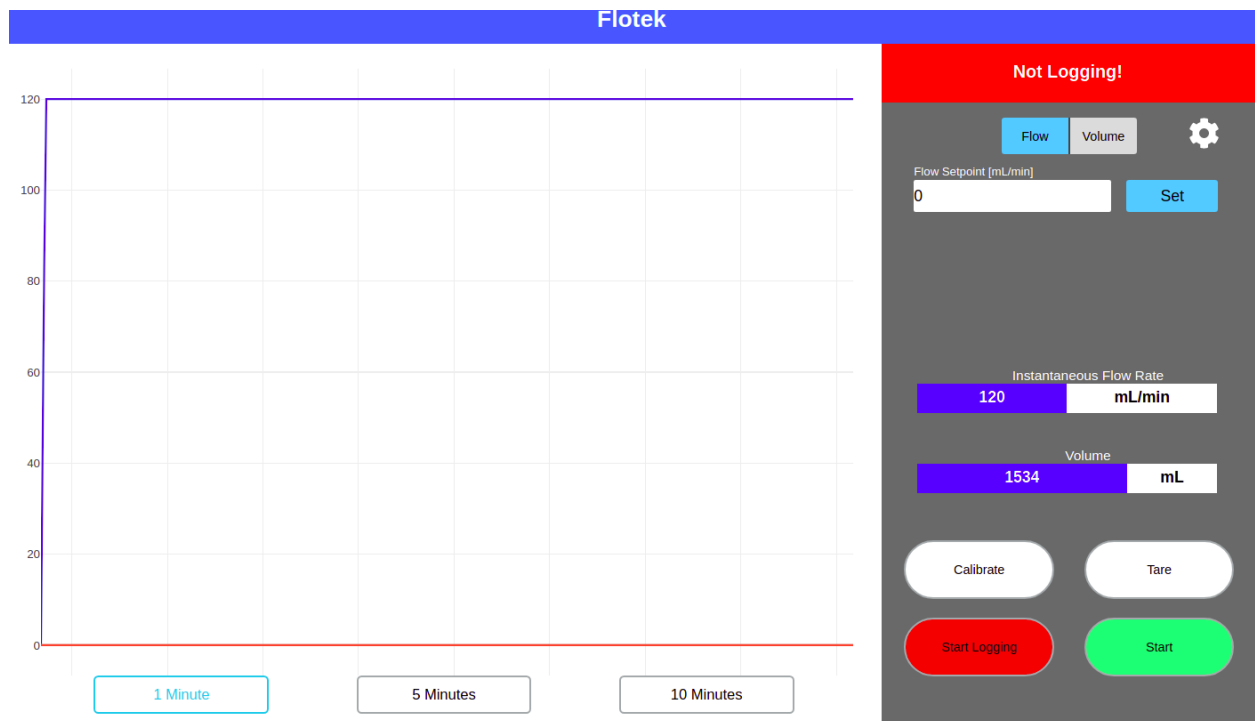 Flotek
Not Logging!
Flow
Volume
Flow Setpoint [mL/min]
0
Set
120
100
80
60
40
20
0
Instantaneous Flow Rate
120
mL/min
Volume
1534
mL
Calibrate
Tare
Start Logging
Start
1 Minute
5 Minutes
10 Minutes